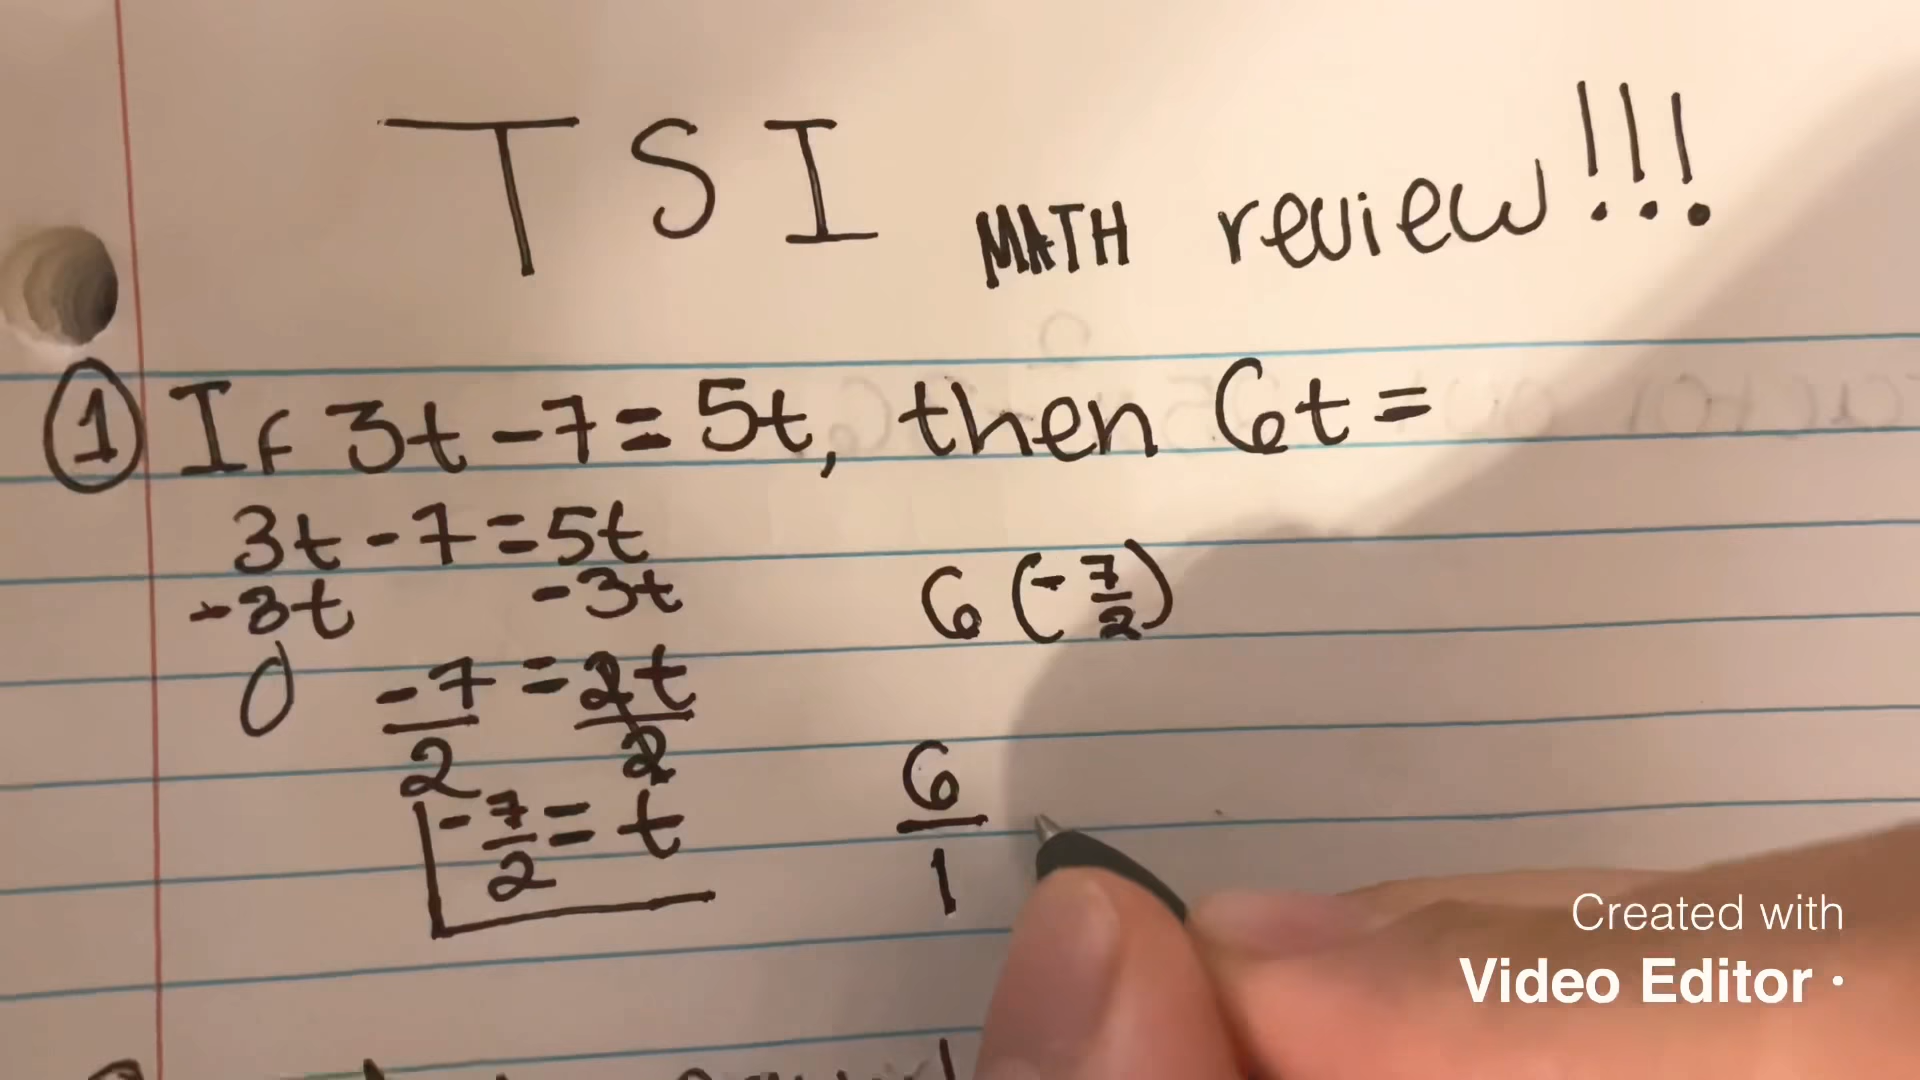 TSI MATH review!!!
① If 3t - 7 = 5t, then 6t =
3t - 7 = 5t
-3t -3t
0 -7/2 = 2t/2
-7/2 = t
6(-7/2)
6/1
Created with
Video Editor